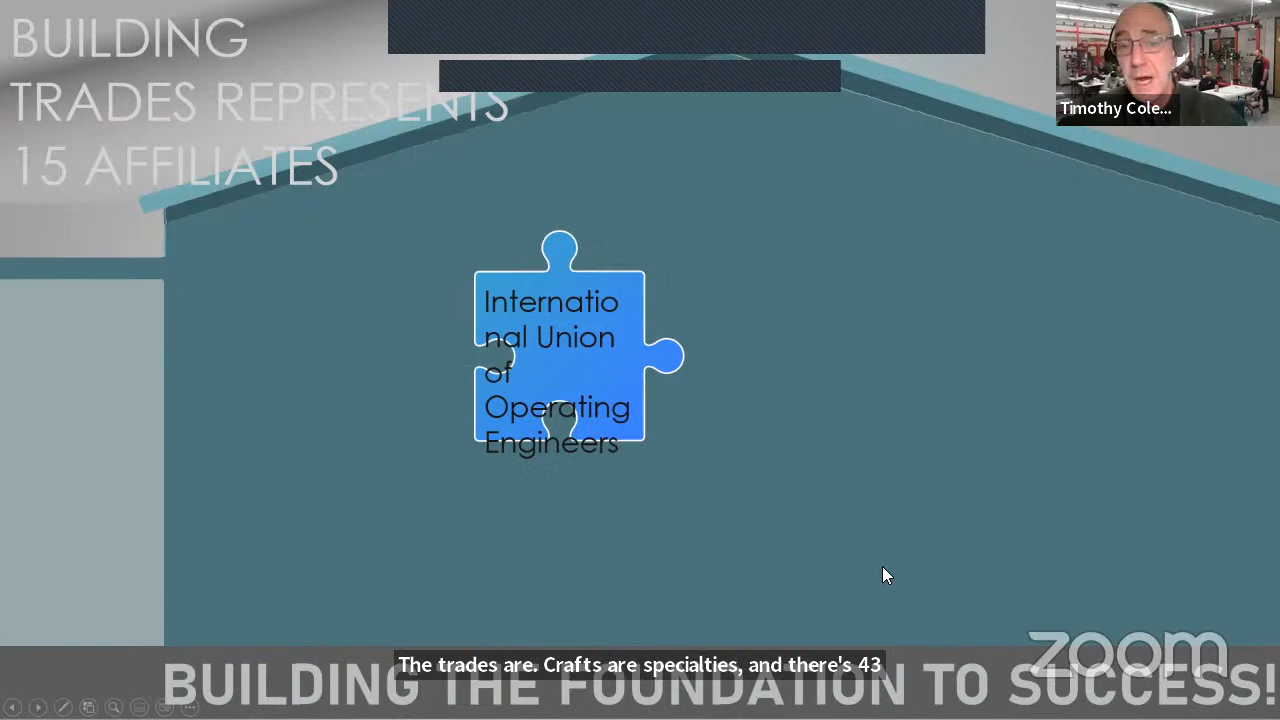 BUILDING
TRADES REPRESENTS
15 AFFILIATES
Timothy Cole...
Internatio
nal Union
of
Operating
Engineers
zoom
The trades are. Crafts are specialties, and there's 43
BUILDING THE FOUNDATION TO SUCCESS!